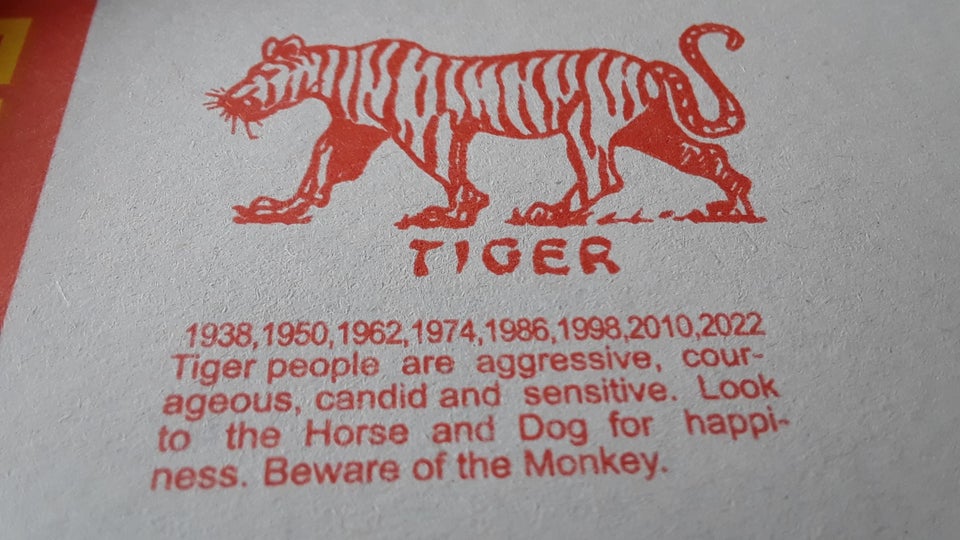 TIGER
1938,1950,1962,1974,1986,1998,2010,2022
Tiger people are aggressive, cour-
ageous, candid and sensitive. Look
to the Horse and Dog for happi-
ness. Beware of the Monkey.